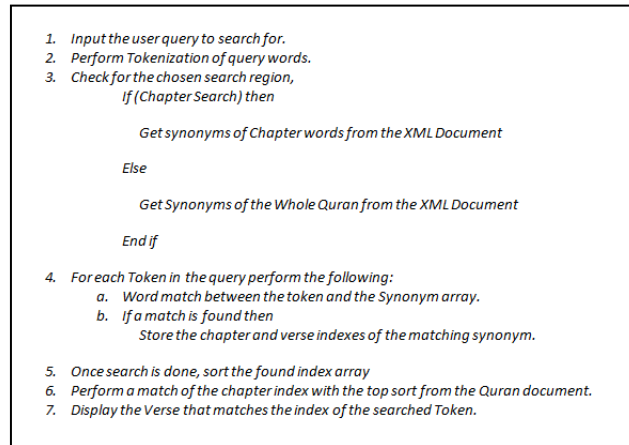 1. Input the user query to search for.
2. Perform Tokenization of query words.
3. Check for the chosen search region,
If (Chapter Search) then
Get synonyms of Chapter words from the XML Document
Else
Get Synonyms of the Whole Quran from the XML Document
End if
4. For each Token in the query perform the following:
a. Word match between the token and the Synonym array.
b. If a match is found then
Store the chapter and verse indexes of the matching synonym.
5. Once search is done, sort the found index array
6. Perform a match of the chapter index with the top sort from the Quran document.
7. Display the Verse that matches the index of the searched Token.